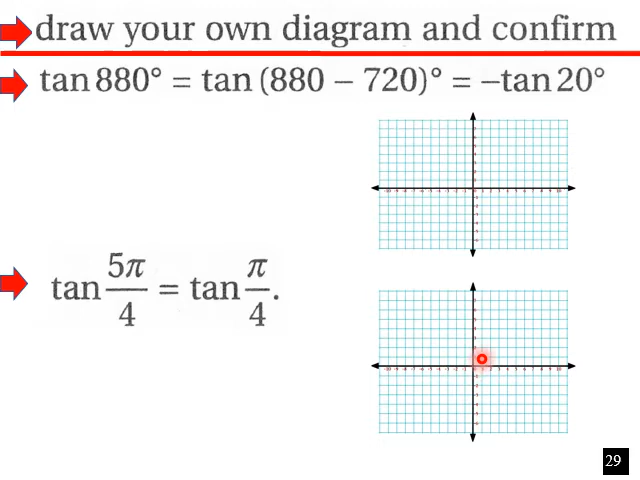 draw your own diagram and confirm
tan 880° = tan (880 − 720)° = −tan 20°
tan 5π/4 = tan π/4.
29